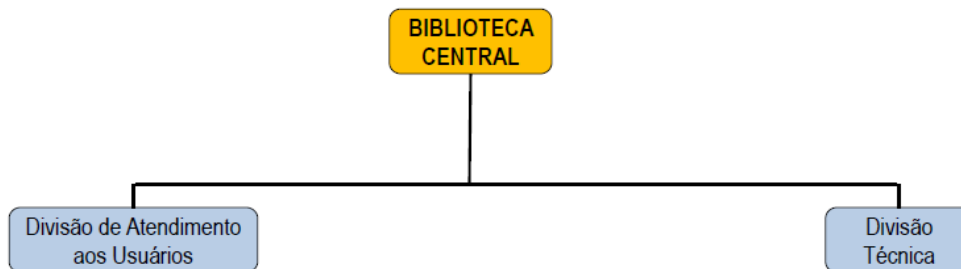 BIBLIOTECA
CENTRAL
Divisão de Atendimento
aos Usuários
Divisão
Técnica